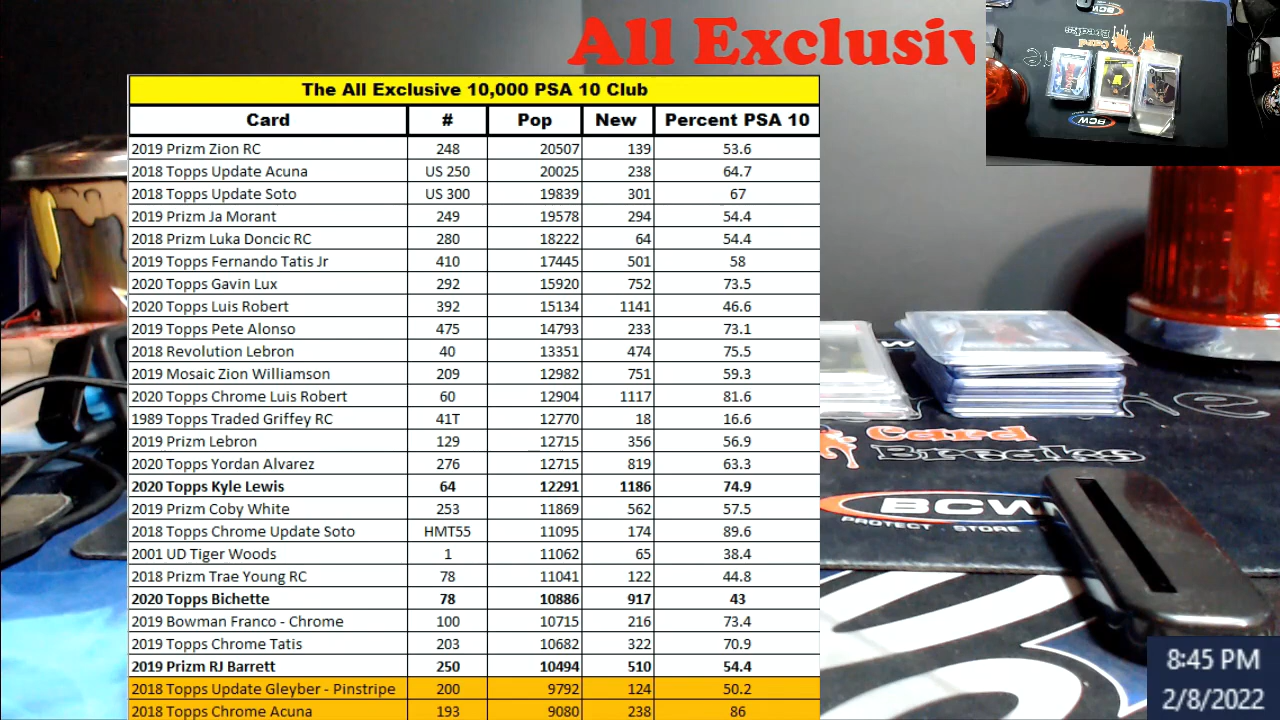 All Exclusiv
The All Exclusive 10,000 PSA 10 Club
Card # Pop New Percent PSA 10
2019 Prizm Zion RC 248 20507 139 53.6
2018 Topps Update Acuna US 250 20025 238 64.7
2018 Topps Update Soto US 300 19839 301 67
2019 Prizm Ja Morant 249 19578 294 54.4
2018 Prizm Luka Doncic RC 280 18222 64 54.4
2019 Topps Fernando Tatis Jr 410 17445 501 58
2020 Topps Gavin Lux 292 15920 752 73.5
2020 Topps Luis Robert 392 15134 1141 46.6
2019 Topps Pete Alonso 475 14793 233 73.1
2018 Revolution Lebron 40 13351 474 75.5
2019 Mosaic Zion Williamson 209 12982 751 59.3
2020 Topps Chrome Luis Robert 60 12904 1117 81.6
1989 Topps Traded Griffey RC 41T 12770 18 16.6
2019 Prizm Lebron 129 12715 356 56.9
2020 Topps Yordan Alvarez 276 12715 819 63.3
2020 Topps Kyle Lewis 64 12291 1186 74.9
2019 Prizm Coby White 253 11869 562 57.5
2018 Topps Chrome Update Soto HMT55 11095 174 89.6
2001 UD Tiger Woods 1 11062 65 38.4
2018 Prizm Trae Young RC 78 11041 122 44.8
2020 Topps Bichette 78 10886 917 43
2019 Bowman Franco - Chrome 100 10715 216 73.4
2019 Topps Chrome Tatis 203 10682 322 70.9
2019 Prizm RJ Barrett 250 10494 510 54.4
2018 Topps Update Gleyber - Pinstripe 200 9792 124 50.2
2018 Topps Chrome Acuna 193 9080 238 86
Card
Breaks
BCW
Card
Breaks
BCW
PROTECT · STORE ·
8:45 PM
2/8/2022